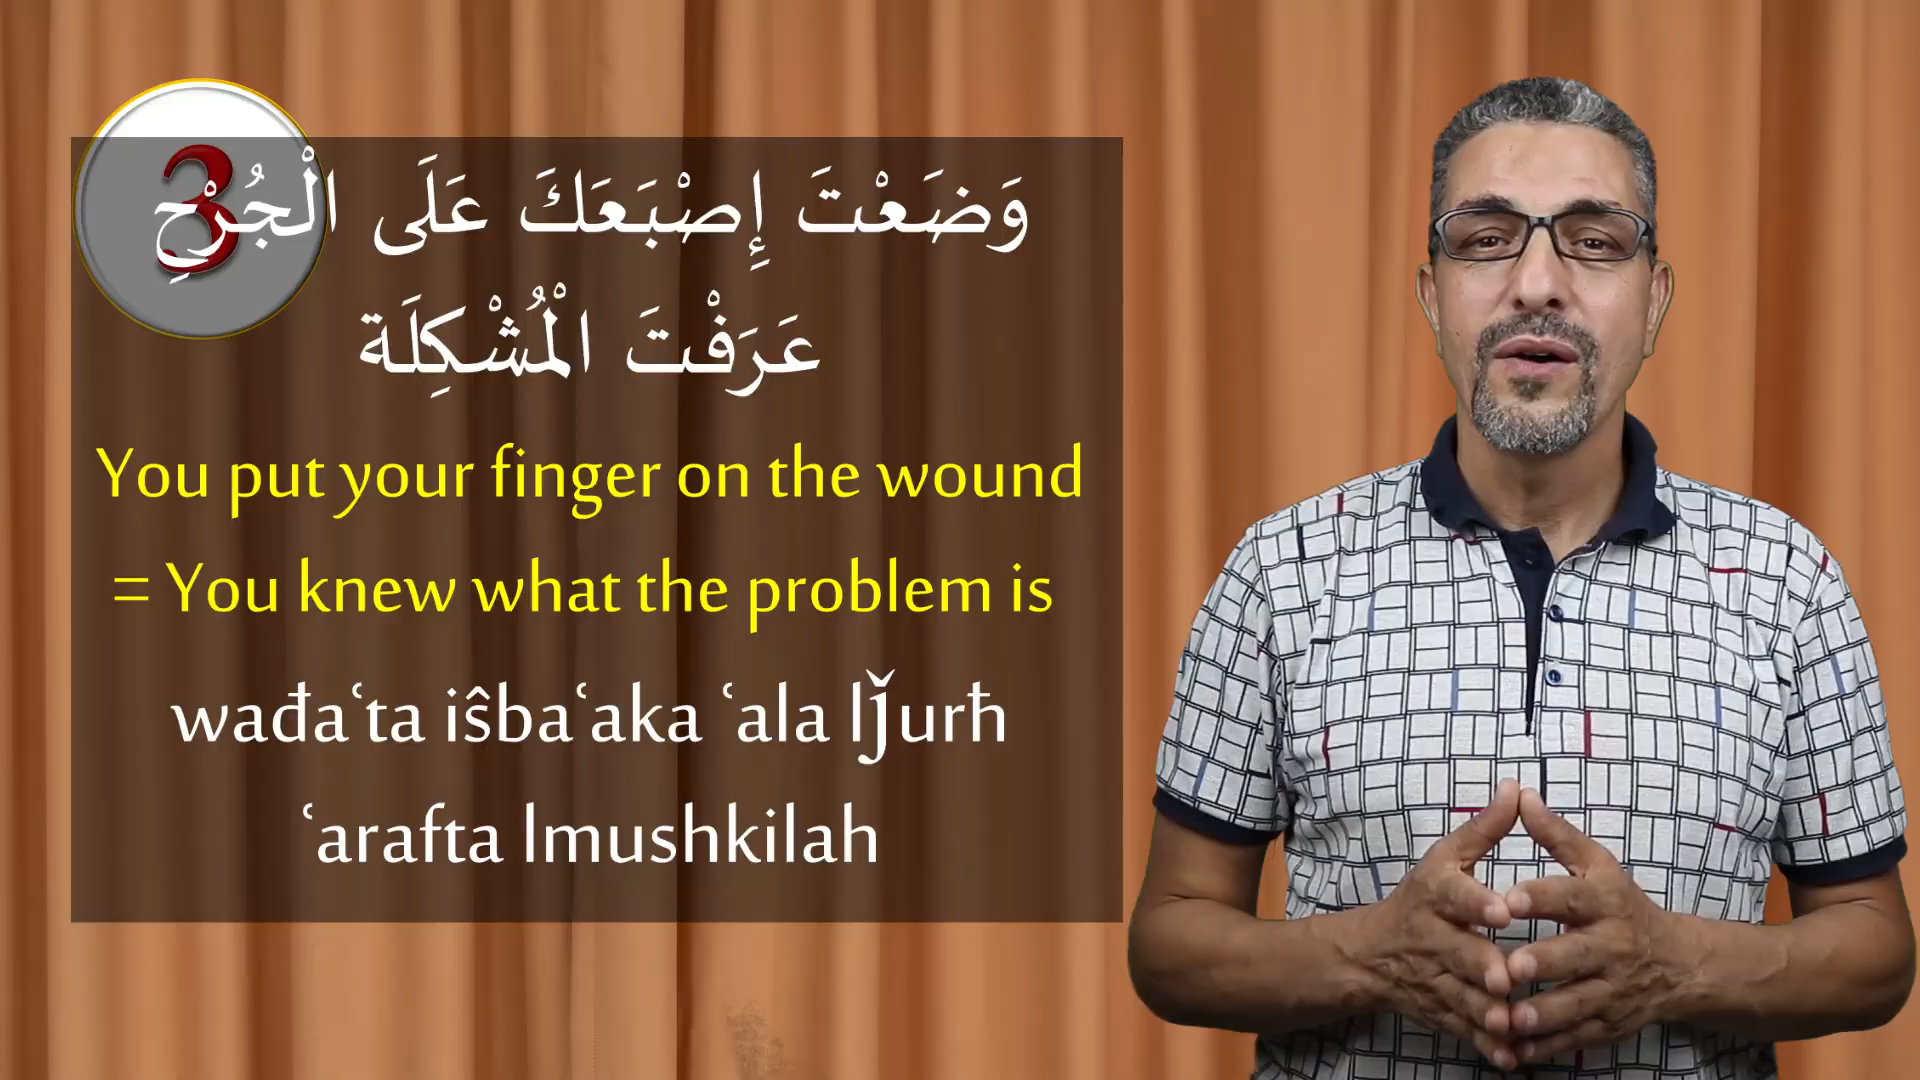 3
وَضَعْتَ إِصْبَعَكَ عَلَى الْجُرْحِ
عَرَفْتَ الْمُشْكِلَة
You put your finger on the wound
= You knew what the problem is
wađaʿta iŝbaʿaka ʿala lǰurħ
ʿarafta lmushkilah